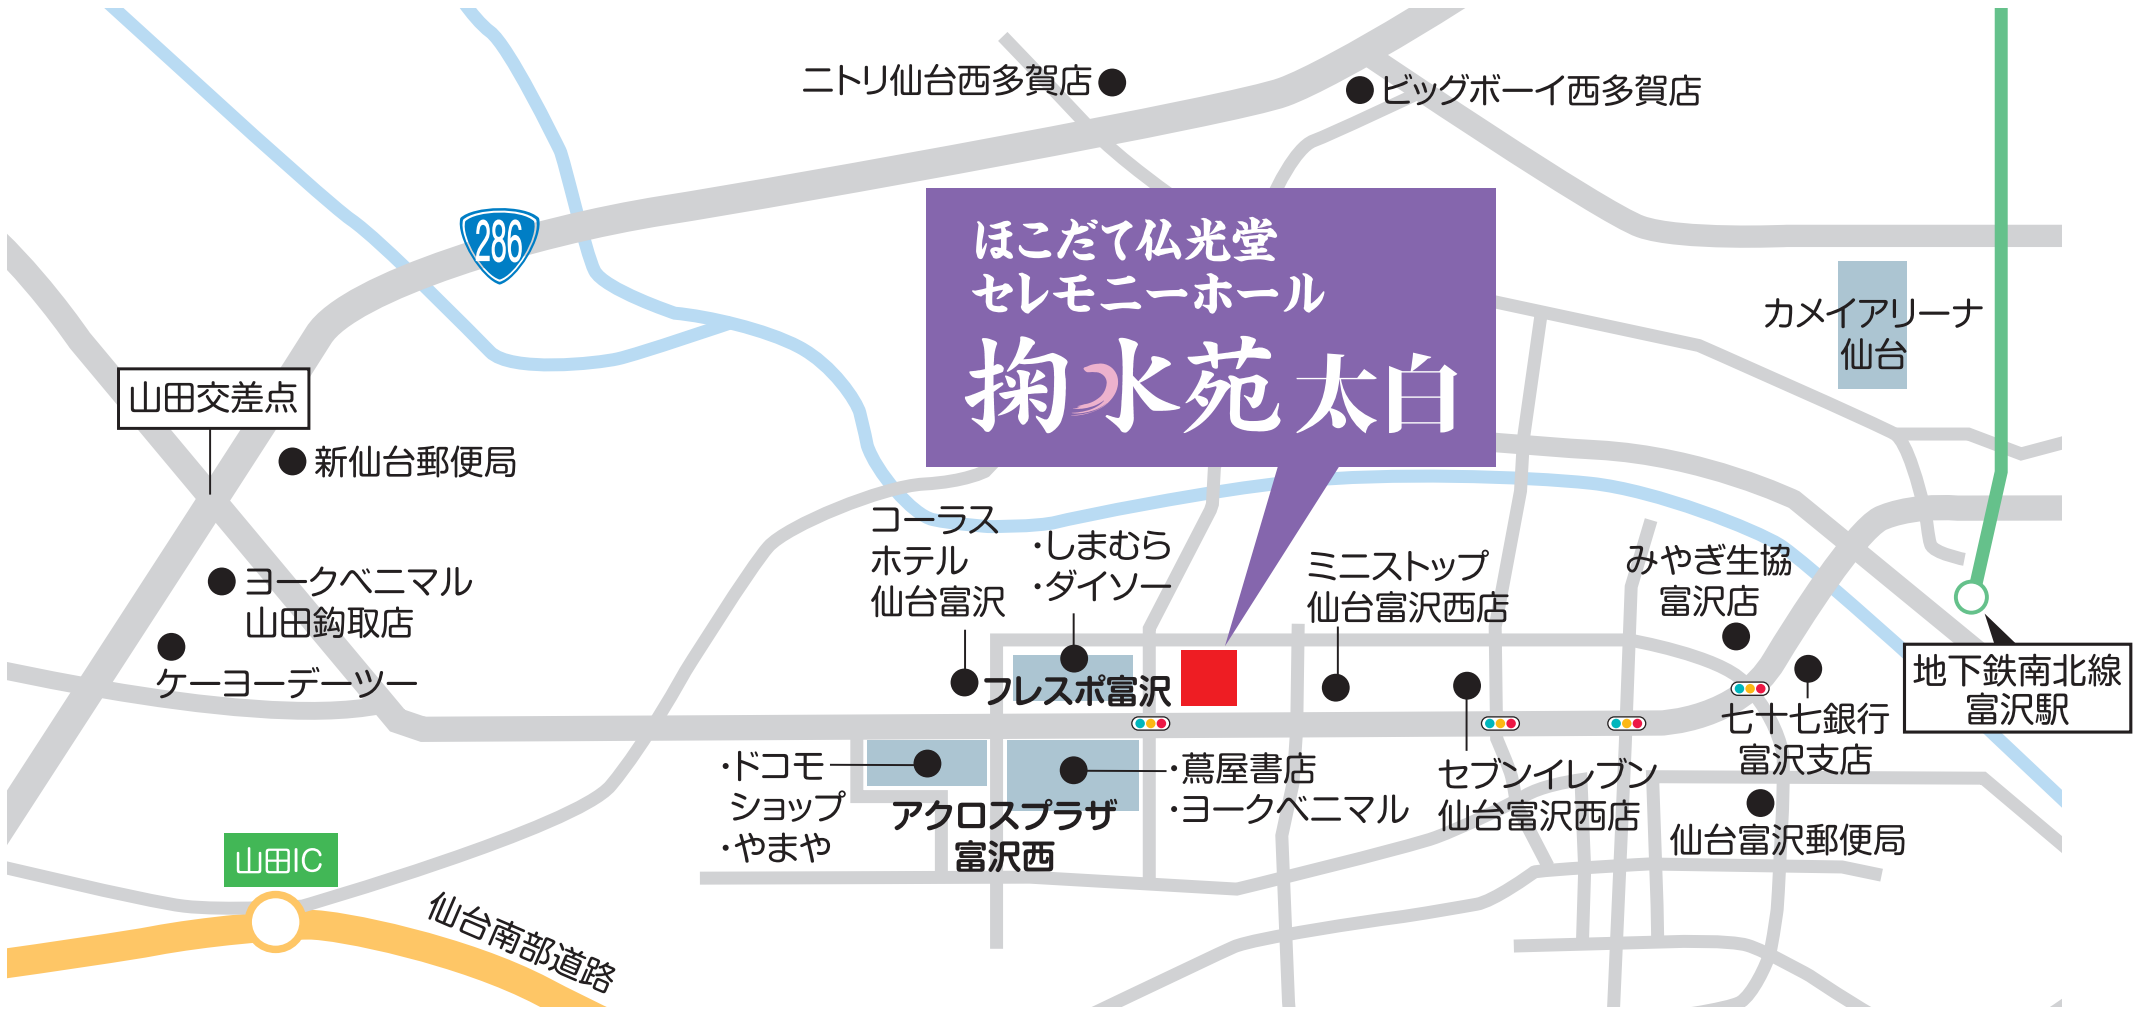 ニトリ仙台西多賀店
ビッグボーイ西多賀店
286
ほこだて仏光堂
セレモニーホール
掬水苑 太白
カメイアリーナ
仙台
山田交差点
新仙台郵便局
ヨークベニマル
山田鈎取店
ケーヨーデーツー
コーラス
ホテル
仙台富沢
・しまむら
・ダイソー
フレスポ富沢
ミニストップ
仙台富沢西店
みやぎ生協
富沢店
地下鉄南北線
富沢駅
七十七銀行
富沢支店
セブンイレブン
仙台富沢西店
仙台富沢郵便局
・ドコモ
ショップ
・やまや
アクロスプラザ
富沢西
・蔦屋書店
・ヨークベニマル
山田IC
仙台南部道路